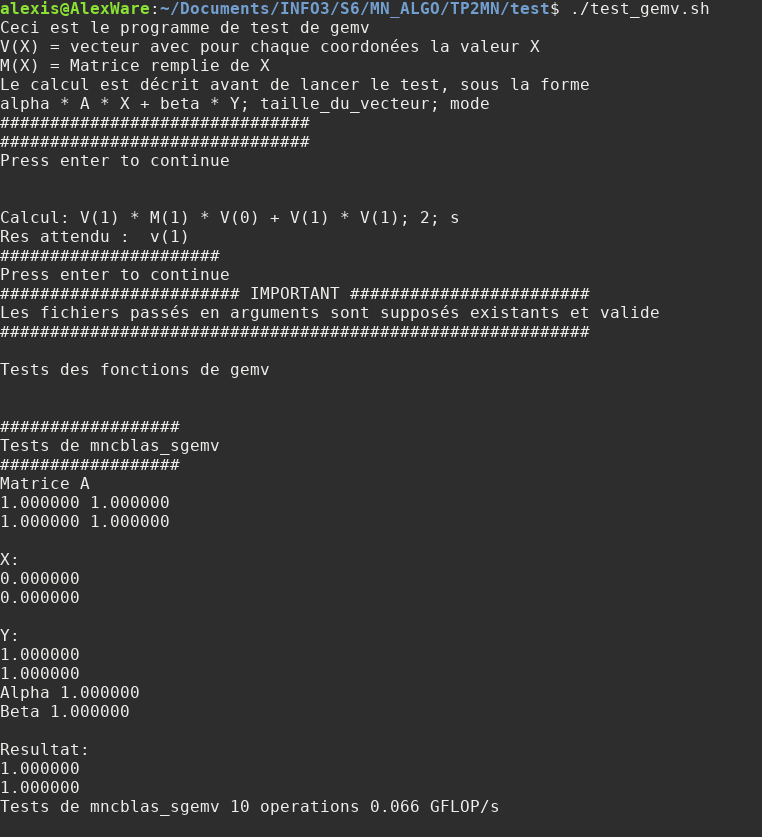 alexis@AlexWare:~/Documents/INFO3/S6/MN_ALGO/TP2MN/test$ ./test_gemv.sh
Ceci est le programme de test de gemv
V(X) = vecteur avec pour chaque coordonées la valeur X
M(X) = Matrice remplie de X
Le calcul est décrit avant de lancer le test, sous la forme
alpha * A * X + beta * Y; taille_du_vecteur; mode
###############################
###############################
Press enter to continue
Calcul: V(1) * M(1) * V(0) + V(1) * V(1); 2; s
Res attendu :  v(1)
######################
Press enter to continue
######################## IMPORTANT ########################
Les fichiers passés en arguments sont supposés existants et valide
###########################################################
Tests des fonctions de gemv
##################
Tests de mncblas_sgemv
##################
Matrice A
1.000000 1.000000
1.000000 1.000000
X:
0.000000
0.000000
Y:
1.000000
1.000000
Alpha 1.000000
Beta 1.000000
Resultat:
1.000000
1.000000
Tests de mncblas_sgemv 10 operations 0.066 GFLOP/s